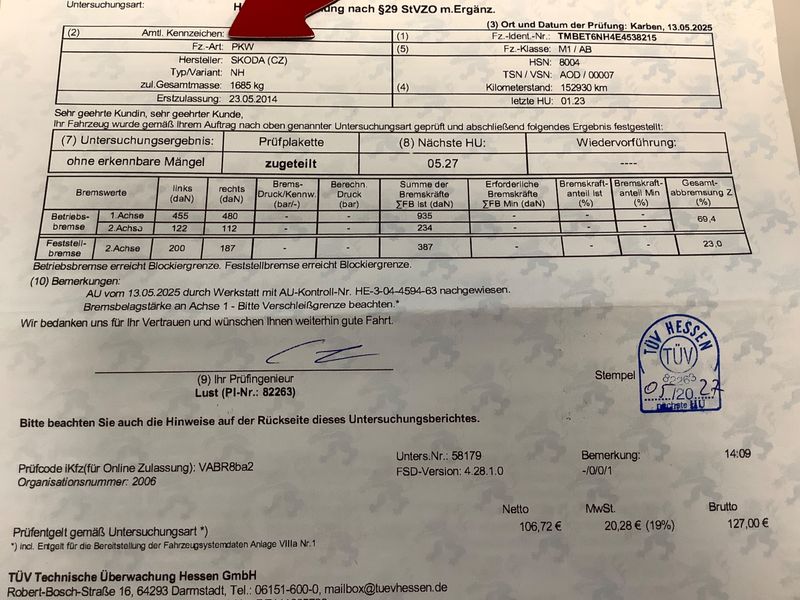 Untersuchungsart:
ung nach §29 StVZO m.Ergänz.
(3) Ort und Datum der Prüfung: Karben, 13.05.2025
(2) Amtl. Kennzeichen:
(1) Fz.-Ident.-Nr.: TMBET6NH4E4538215
Fz.-Art: PKW
(5) Fz.-Klasse: M1 / AB
Hersteller: SKODA (CZ)
HSN: 8004
Typ/Variant: NH
TSN / VSN: AOD / 00007
zul.Gesamtmasse: 1685 kg
(4) Kilometerstand: 152930 km
Erstzulassung: 23.05.2014
letzte HU: 01.23
Sehr geehrte Kundin, sehr geehrter Kunde,
Ihr Fahrzeug wurde gemäß Ihrem Auftrag nach oben genannter Untersuchungsart geprüft und abschließend folgendes Ergebnis festgestellt:
(7) Untersuchungsergebnis: Prüfplakette (8) Nächste HU: Wiedervorführung:
ohne erkennbare Mängel zugeteilt 05.27 ----
Bremswerte links (daN) rechts (daN) Brems-Druck/Kennw. (bar/-) Berechn. Druck (bar) Summe der Bremskräfte ∑FB Ist (daN) Erforderliche Bremskräfte ∑FB Min (daN) Bremskraft-anteil Ist (%) Bremskraft-anteil Min (%) Gesamt-abbremsung Z (%)
Betriebs-bremse 1.Achse 455 480 - - 935 - - - 69,4
2.Achse 122 112 - - 234 - - -
Feststell-bremse 2.Achse 200 187 - - 387 - - - 23,0
Betriebsbremse erreicht Blockiergrenze. Feststellbremse erreicht Blockiergrenze.
(10) Bemerkungen:
AU vom 13.05.2025 durch Werkstatt mit AU-Kontroll-Nr. HE-3-04-4594-63 nachgewiesen.
Bremsbelagstärke an Achse 1 - Bitte Verschleißgrenze beachten.*
Wir bedanken uns für Ihr Vertrauen und wünschen Ihnen weiterhin gute Fahrt.
(9) Ihr Prüfingenieur
Lust (PI-Nr.: 82263)
Stempel
TÜV HESSEN
TÜV
82263
05/2027
nächste HU
Bitte beachten Sie auch die Hinweise auf der Rückseite dieses Untersuchungsberichtes.
Prüfcode iKfz(für Online Zulassung): VABR8ba2
Organisationsnummer: 2006
Unters.Nr.: 58179
FSD-Version: 4.28.1.0
Bemerkung:
-/0/0/1
14:09
Netto MwSt. Brutto
Prüfentgelt gemäß Untersuchungsart *) 106,72 € 20,28 € (19%) 127,00 €
*) incl. Entgelt für die Bereitstellung der Fahrzeugsystemdaten Anlage VIIIa Nr.1
TÜV Technische Überwachung Hessen GmbH
Robert-Bosch-Straße 16, 64293 Darmstadt, Tel.: 06151-600-0, mailbox@tuevhessen.de